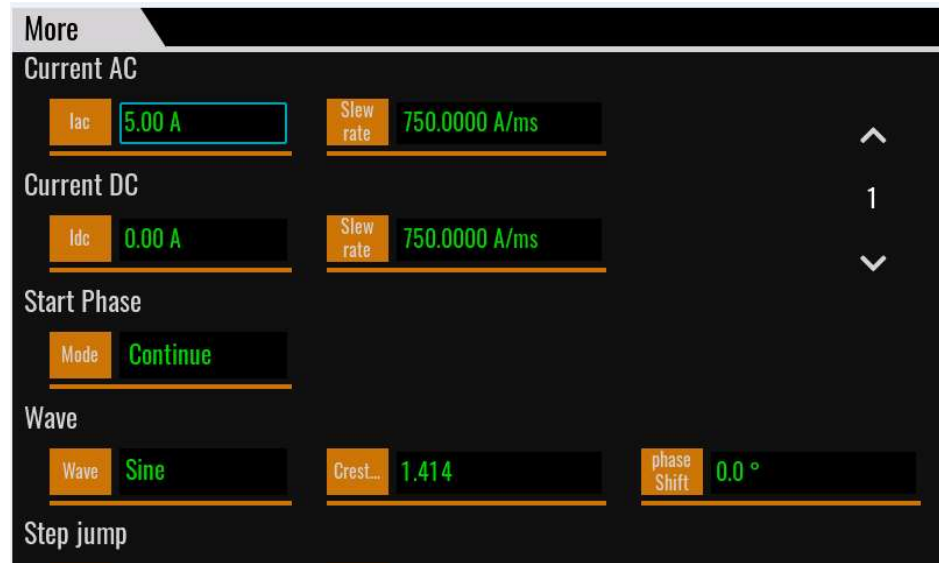 More
Current AC
Iac 5.00 A Slew rate 750.0000 A/ms
Current DC
1
Idc 0.00 A Slew rate 750.0000 A/ms
Start Phase
Mode Continue
Wave
Wave Sine Crest... 1.414 phase Shift 0.0 °
Step jump